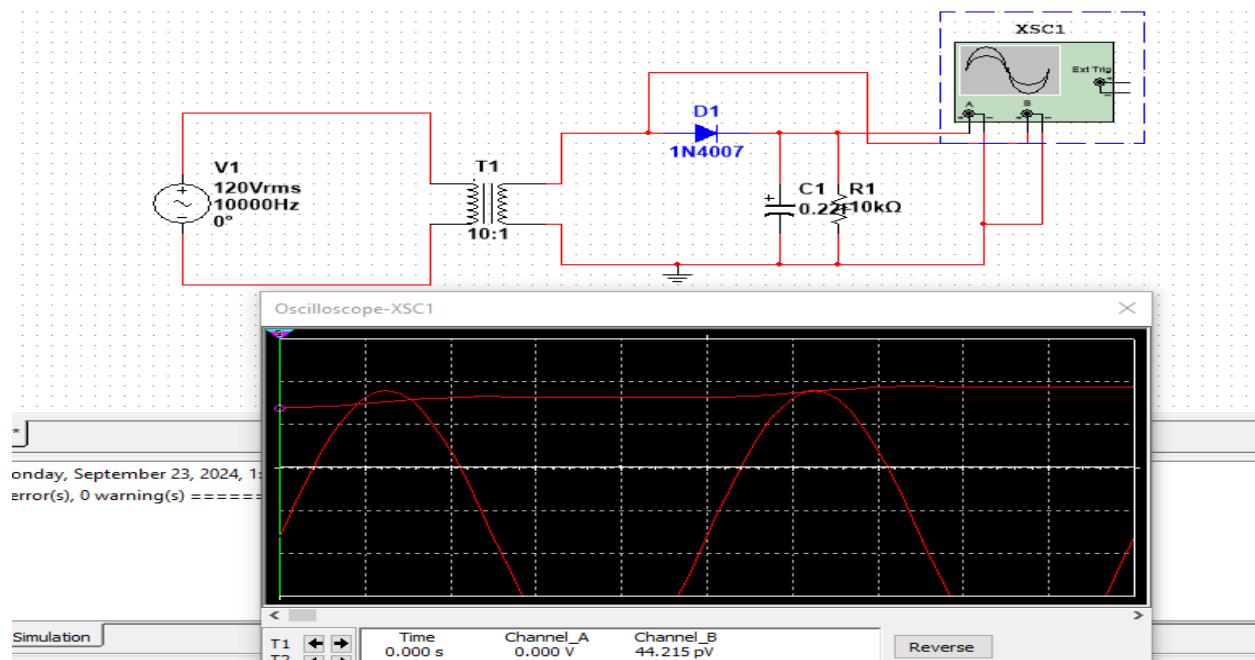 XSC1
Ext Trig
A
B
D1
1N4007
V1
120Vrms
10000Hz
0°
T1
10:1
C1
R1
10kΩ
Oscilloscope-XSC1
onday, September 23, 2024, 1:
error(s), 0 warning(s) ======
Simulation
T1
Time
Channel_A
Channel_B
0.000 s
0.000 V
44.215 pV
Reverse